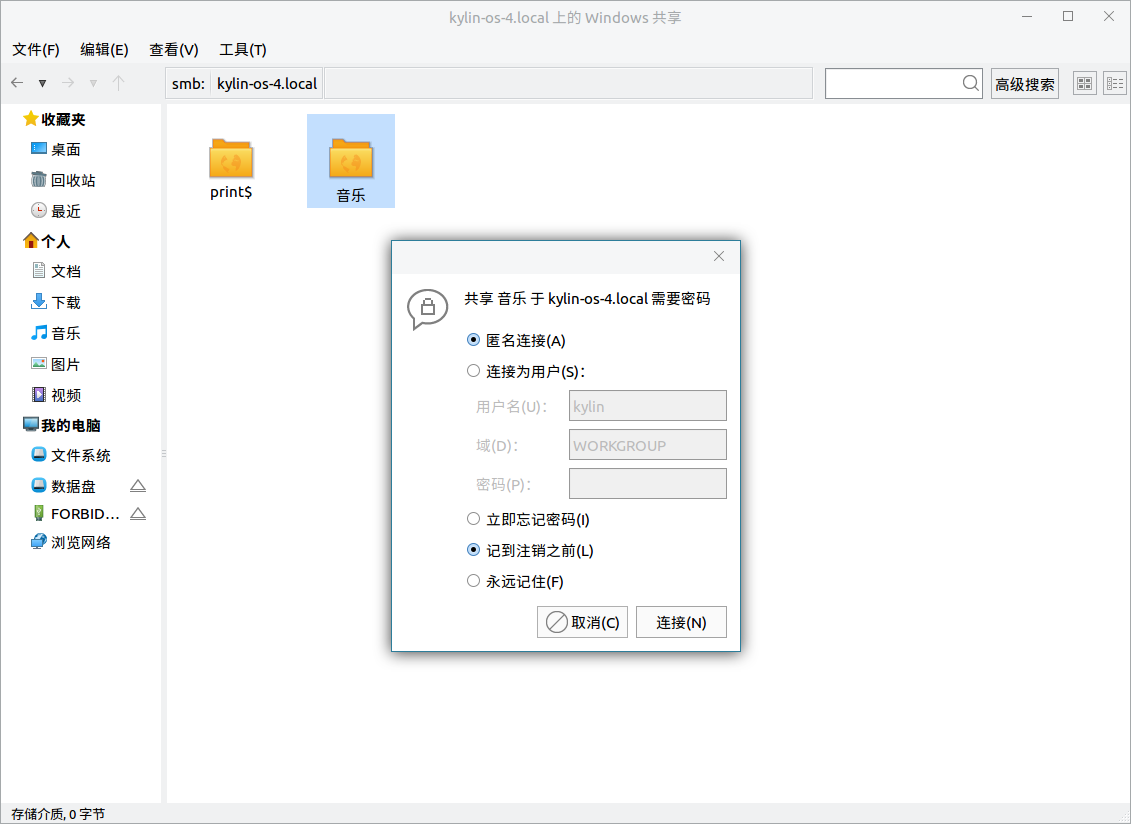 kylin-os-4.local 上的 Windows 共享
文件(F) 编辑(E) 查看(V) 工具(T)
smb: kylin-os-4.local 高级搜索
收藏夹
桌面
回收站
最近
个人
文档
下载
音乐
图片
视频
我的电脑
文件系统
数据盘
FORBID...
浏览网络
print$
音乐
共享 音乐 于 kylin-os-4.local 需要密码
匿名连接(A)
连接为用户(S):
用户名(U): kylin
域(D): WORKGROUP
密码(P):
立即忘记密码(I)
记到注销之前(L)
永远记住(F)
取消(C) 连接(N)
存储介质, 0 字节